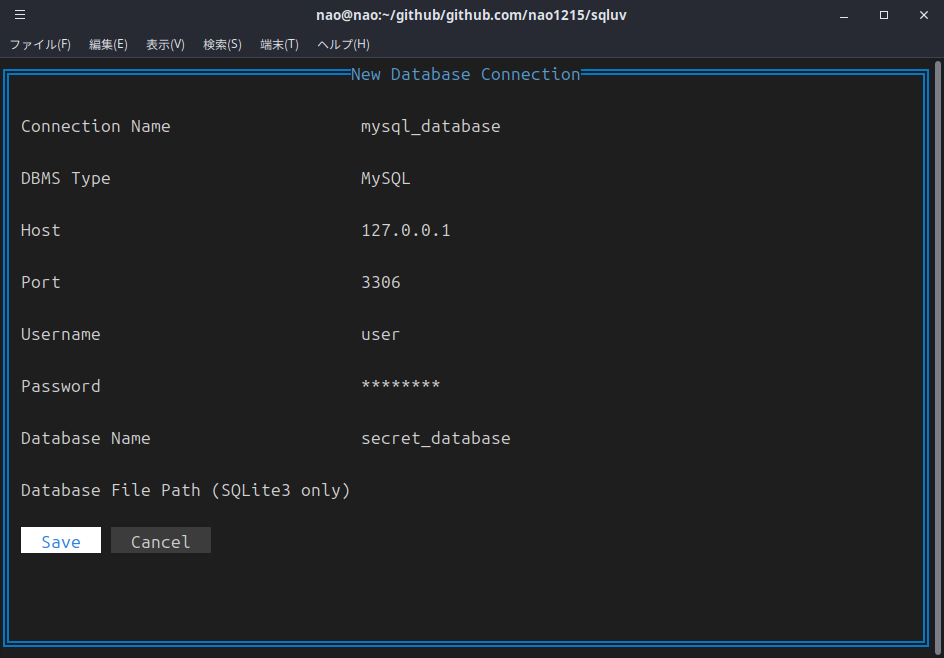 nao@nao:~/github/github.com/nao1215/sqluv
ファイル(F) 編集(E) 表示(V) 検索(S) 端末(T) ヘルプ(H)
New Database Connection
Connection Name mysql_database
DBMS Type MySQL
Host 127.0.0.1
Port 3306
Username user
Password ********
Database Name secret_database
Database File Path (SQLite3 only)
Save Cancel